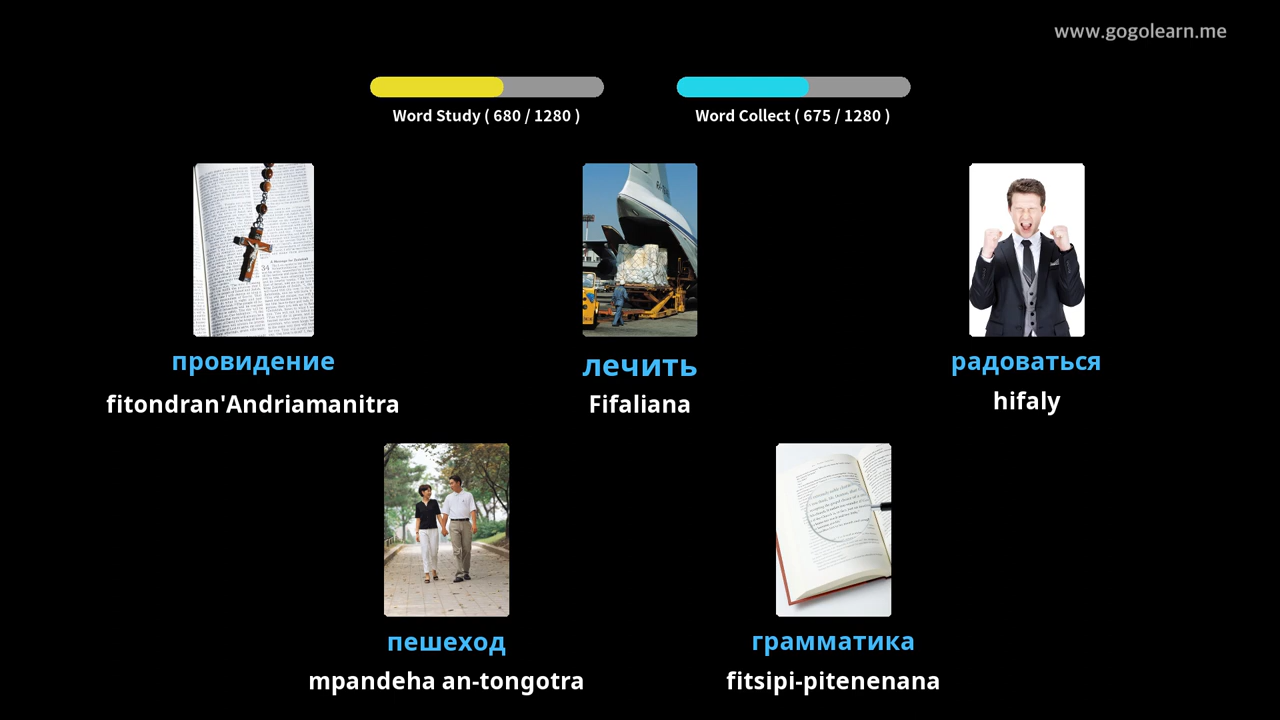 www.gogolearn.me
Word Study ( 680 / 1280 )
Word Collect ( 675 / 1280 )
провидение
fitondran'Andriamanitra
лечить
Fifaliana
радоваться
hifaly
пешеход
mpandeha an-tongotra
грамматика
fitsipi-pitenenana